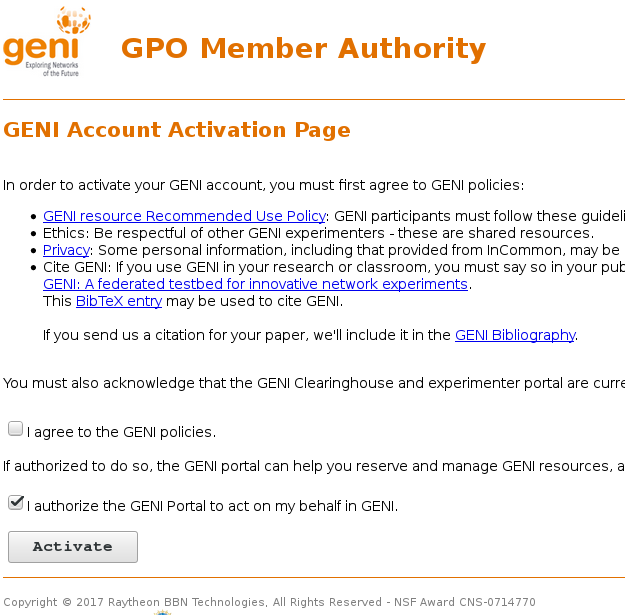 geni
Exploring Networks
of the Future
GPO Member Authority
GENI Account Activation Page
In order to activate your GENI account, you must first agree to GENI policies:
GENI resource Recommended Use Policy: GENI participants must follow these
Ethics: Be respectful of other GENI experimenters - these are shared resources.
Privacy: Some personal information, including that provided from InCommon, may be
Cite GENI: If you use GENI in your research or classroom, you must say so in your
GENI: A federated testbed for innovative network experiments.
This BibTeX entry may be used to cite GENI.
If you send us a citation for your paper, we'll include it in the GENI Bibliography.
You must also acknowledge that the GENI Clearinghouse and experimenter portal are
I agree to the GENI policies.
If authorized to do so, the GENI portal can help you reserve and manage GENI resources,
I authorize the GENI Portal to act on my behalf in GENI.
Activate
Copyright © 2017 Raytheon BBN Technologies, All Rights Reserved - NSF Award CNS-0714770